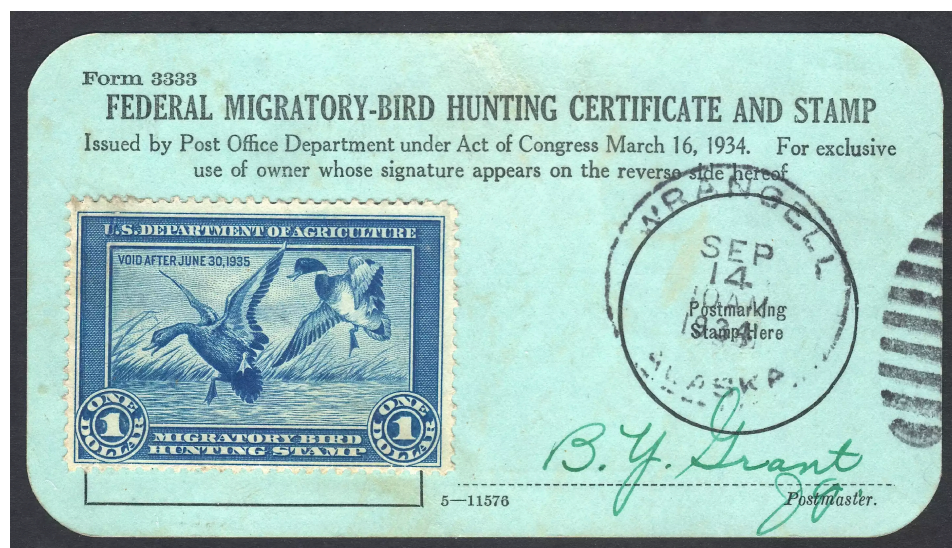 Form 3333
FEDERAL MIGRATORY-BIRD HUNTING CERTIFICATE AND STAMP
Issued by Post Office Department under Act of Congress March 16, 1934. For exclusive
use of owner whose signature appears on the reverse side hereof
U.S. DEPARTMENT OF AGRICULTURE
VOID AFTER JUNE 30, 1935
ONE 1 DOLLAR
MIGRATORY BIRD
HUNTING STAMP
ONE 1 DOLLAR
WRANGELL
SEP
14
10 AM
1934
ALASKA
Postmarking
Stamp Here
B. Y. Grant
Postmaster.
5—11576